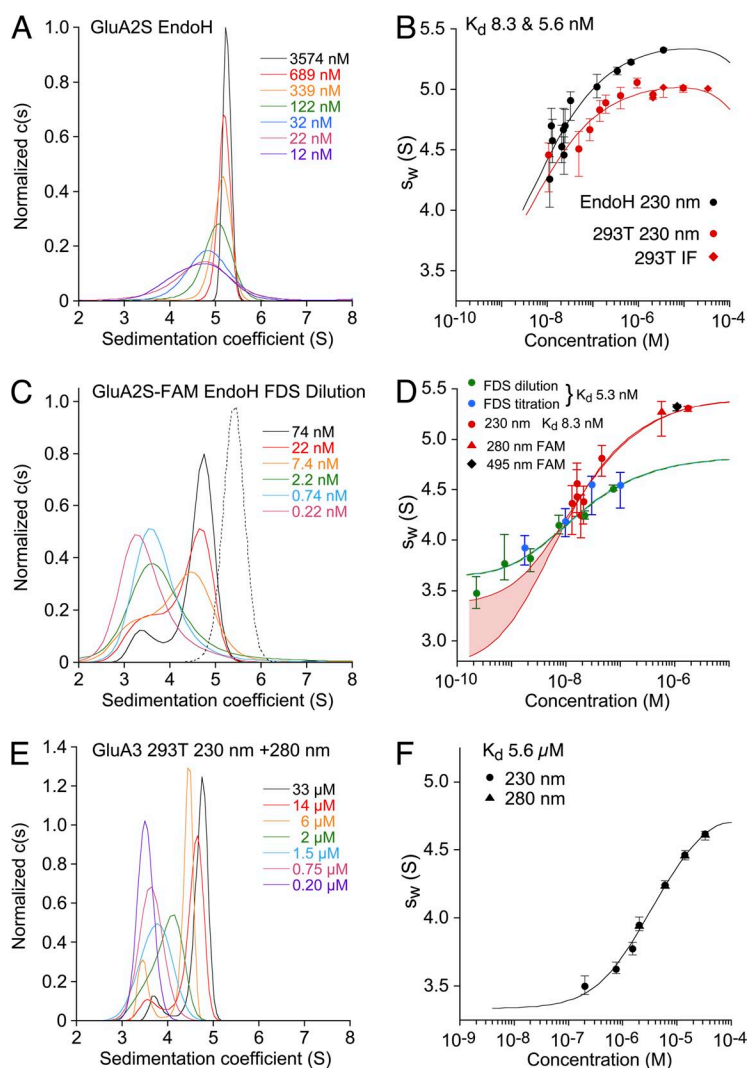 A
GluA2S EndoH
3574 nM
689 nM
339 nM
122 nM
32 nM
22 nM
12 nM
Normalized c(s)
1.0
0.8
0.6
0.4
0.2
0
2 3 4 5 6 7 8
Sedimentation coefficient (S)
B
Kd 8.3 & 5.6 nM
sw (S)
5.5
5.0
4.5
4.0
3.5
EndoH 230 nm
293T 230 nm
293T IF
10-10 10-8 10-6 10-4
Concentration (M)
C
GluA2S-FAM EndoH FDS Dilution
74 nM
22 nM
7.4 nM
2.2 nM
0.74 nM
0.22 nM
Normalized c(s)
1.0
0.8
0.6
0.4
0.2
0
2 3 4 5 6 7 8
Sedimentation coefficient (S)
D
FDS dilution
FDS titration
} Kd 5.3 nM
230 nm Kd 8.3 nM
280 nm FAM
495 nm FAM
sw (S)
5.5
5.0
4.5
4.0
3.5
3.0
10-10 10-8 10-6
Concentration (M)
E
GluA3 293T 230 nm +280 nm
33 µM
14 µM
6 µM
2 µM
1.5 µM
0.75 µM
0.20 µM
Normalized c(s)
1.4
1.2
1.0
0.8
0.6
0.4
0.2
0
2 3 4 5 6 7 8
Sedimentation coefficient (S)
F
Kd 5.6 µM
230 nm
280 nm
sw (S)
5.0
4.5
4.0
3.5
10-9 10-8 10-7 10-6 10-5 10-4
Concentration (M)